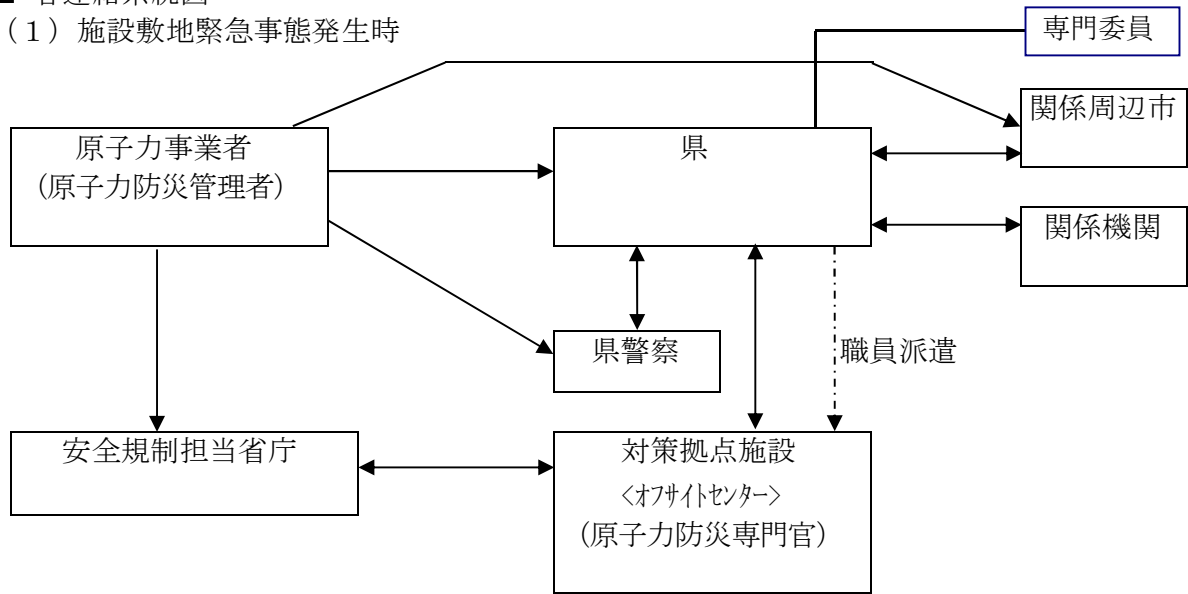 (１)施設敷地緊急事態発生時
専門委員
関係周辺市
原子力事業者
(原子力防災管理者)
県
関係機関
県警察
職員派遣
安全規制担当省庁
対策拠点施設
<ｵﾌｻｲﾄｾﾝﾀｰ>
(原子力防災専門官)